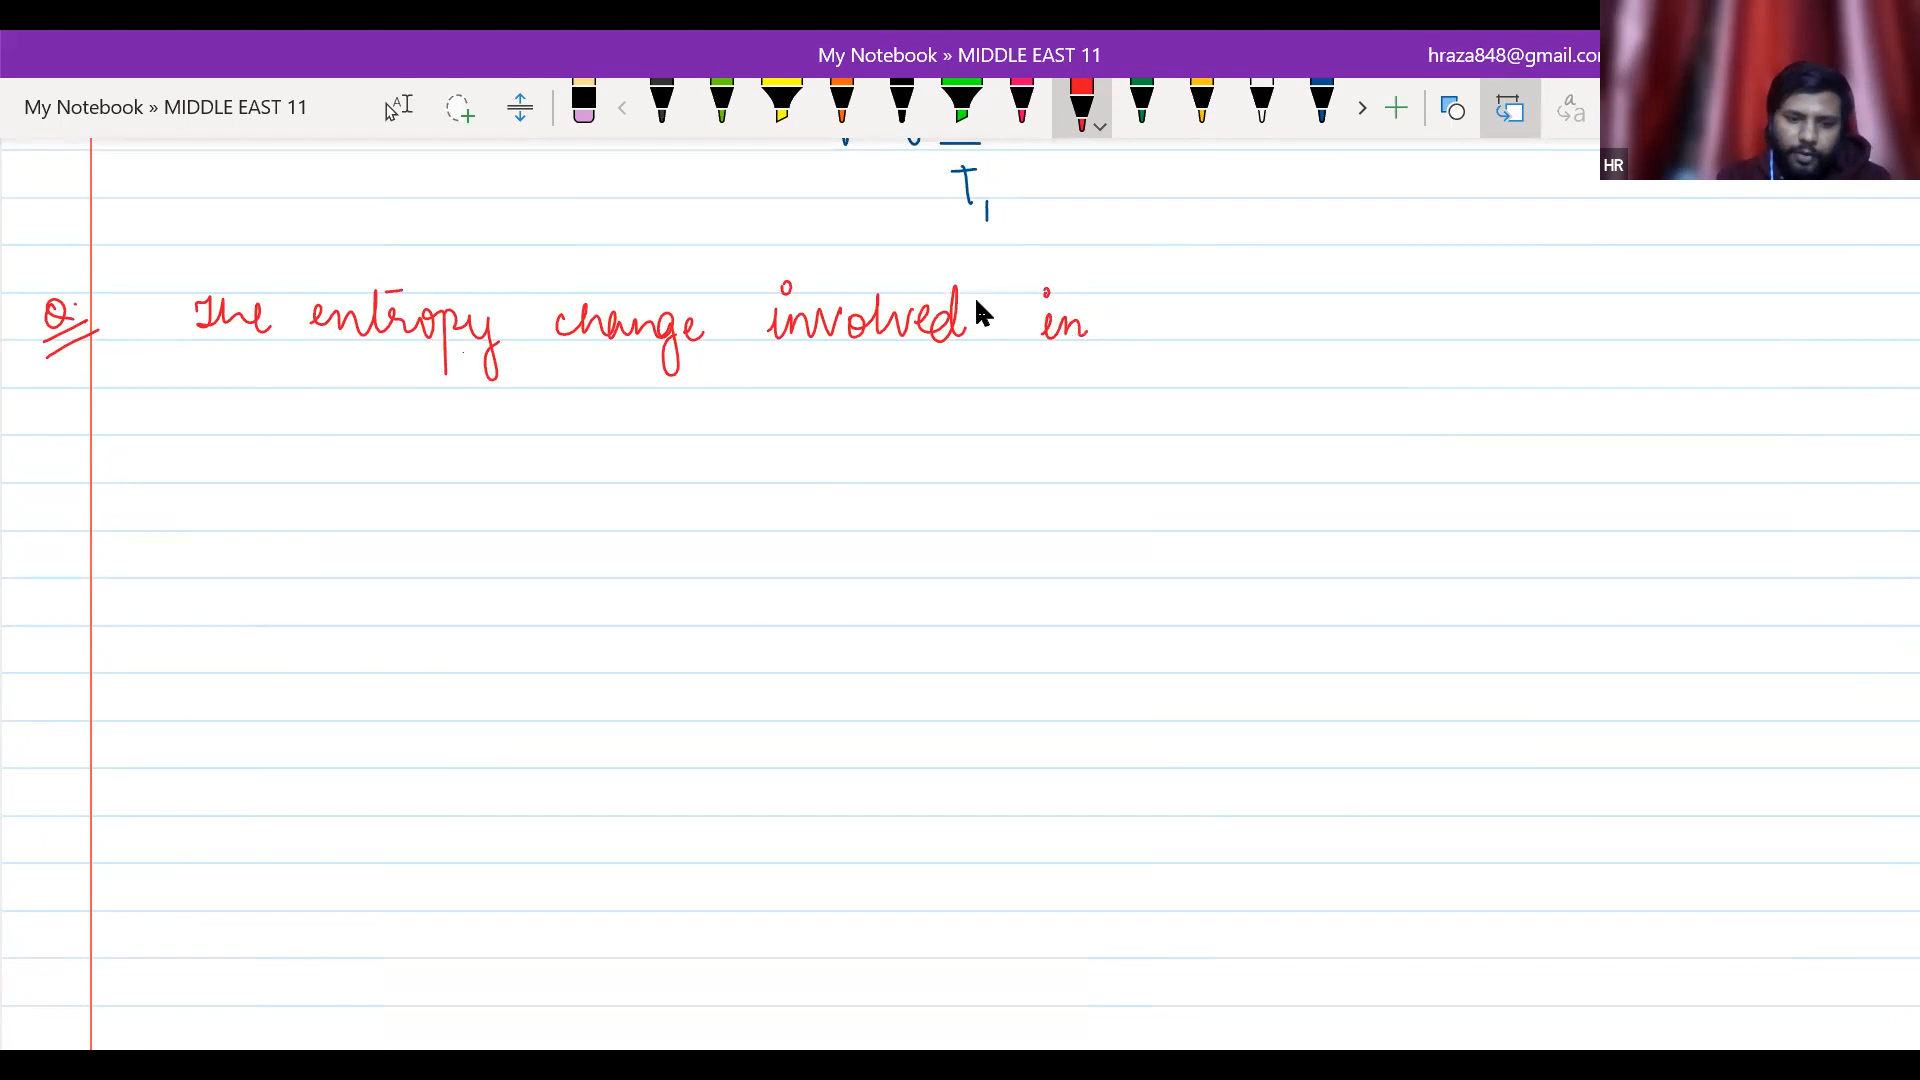 My Notebook » MIDDLE EAST 11
hraza848@gmail.co
My Notebook » MIDDLE EAST 11
HR
T1
Q. The entropy change involved in